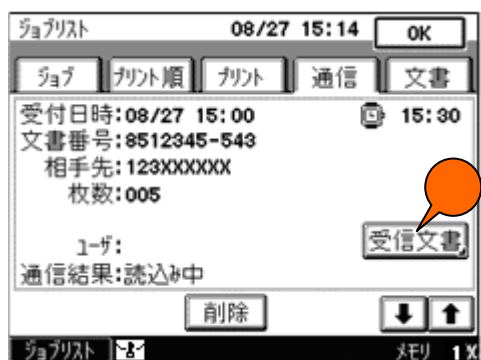 ｼﾞｮﾌﾞﾘｽﾄ 08/27 15:14 OK
ｼﾞｮﾌﾞ ﾌﾟﾘﾝﾄ順 ﾌﾟﾘﾝﾄ 通信 文書
受付日時:08/27 15:00 15:30
文書番号:8512345-543
相手先:123XXXXXX
枚数:005
ﾕｰｻﾞ:
受信文書
通信結果:読込み中
削除
ｼﾞｮﾌﾞﾘｽﾄ ﾒﾓﾘ 1%